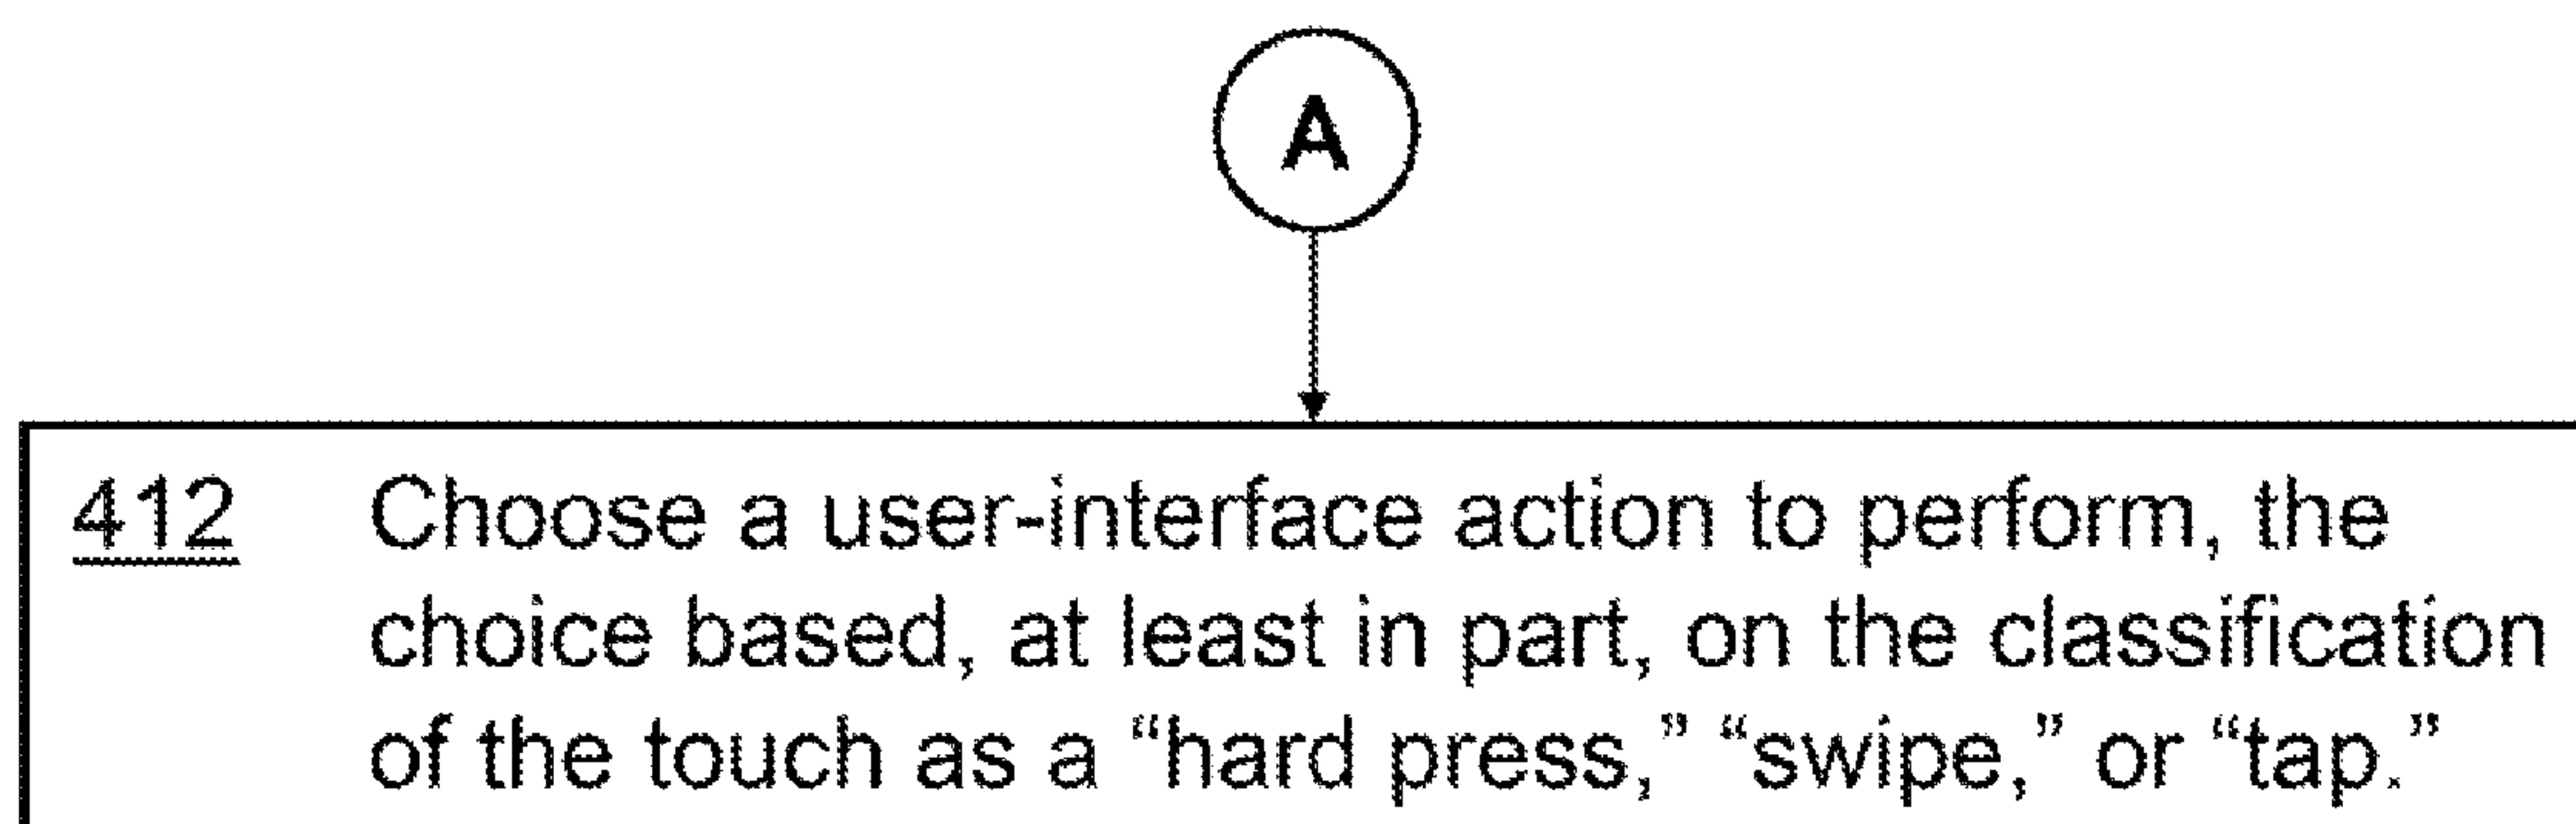 A
412 Choose a user-interface action to perform, the
choice based, at least in part, on the classification
of the touch as a “hard press,” “swipe,” or “tap.”